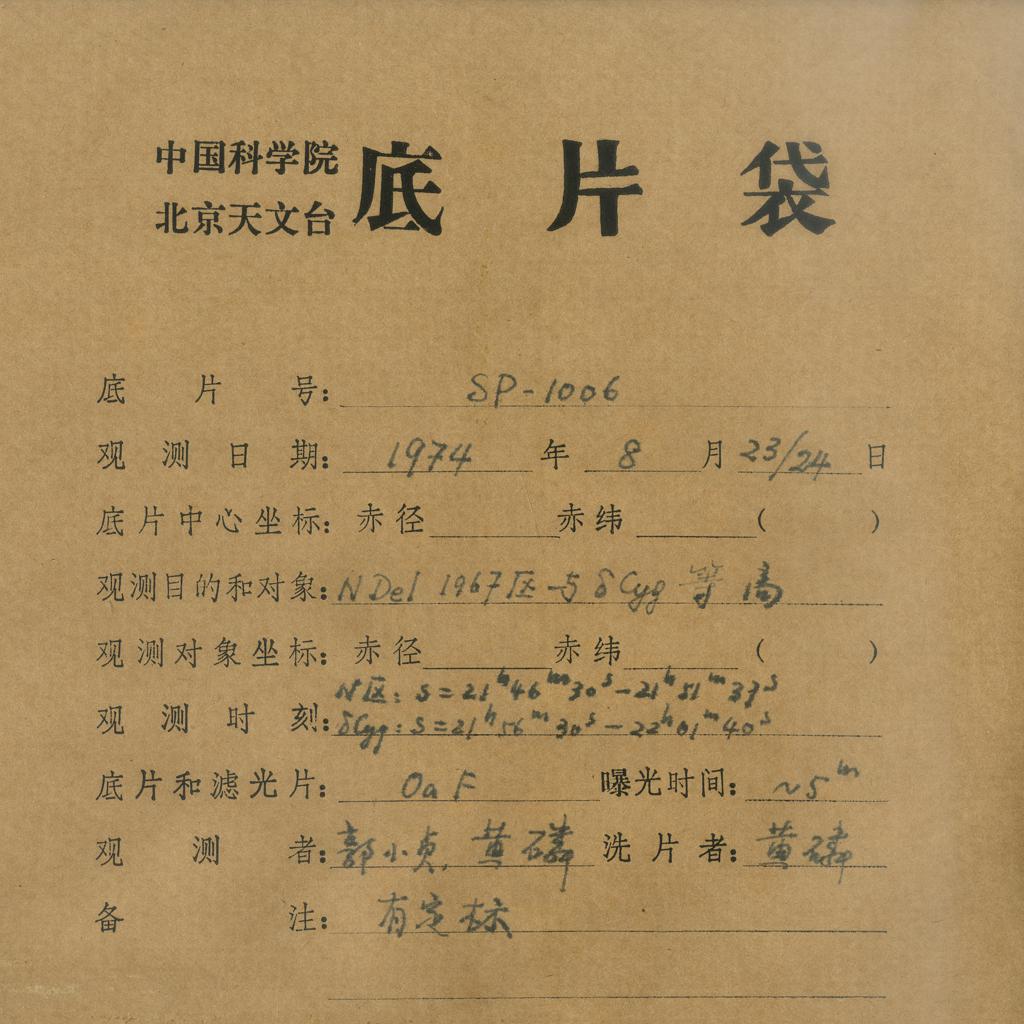 中国科学院
北京天文台
底片袋
底片号: SP-1006
观测日期: 1974 年 8 月 23/24 日
底片中心坐标: 赤径 赤纬 ( )
观测目的和对象: N Del 1967区与δCyg等高
观测对象坐标: 赤径 赤纬 ( )
N区: S=21ʰ46ᵐ30ˢ-21ʰ51ᵐ33ˢ
观测时刻: δCyg: S=21ʰ56ᵐ30ˢ-22ʰ01ᵐ40ˢ
底片和滤光片: OaF 曝光时间: ~5ᵐ
观测者: 郭小贞, 黄磷 洗片者: 黄磷
备注: 有定标